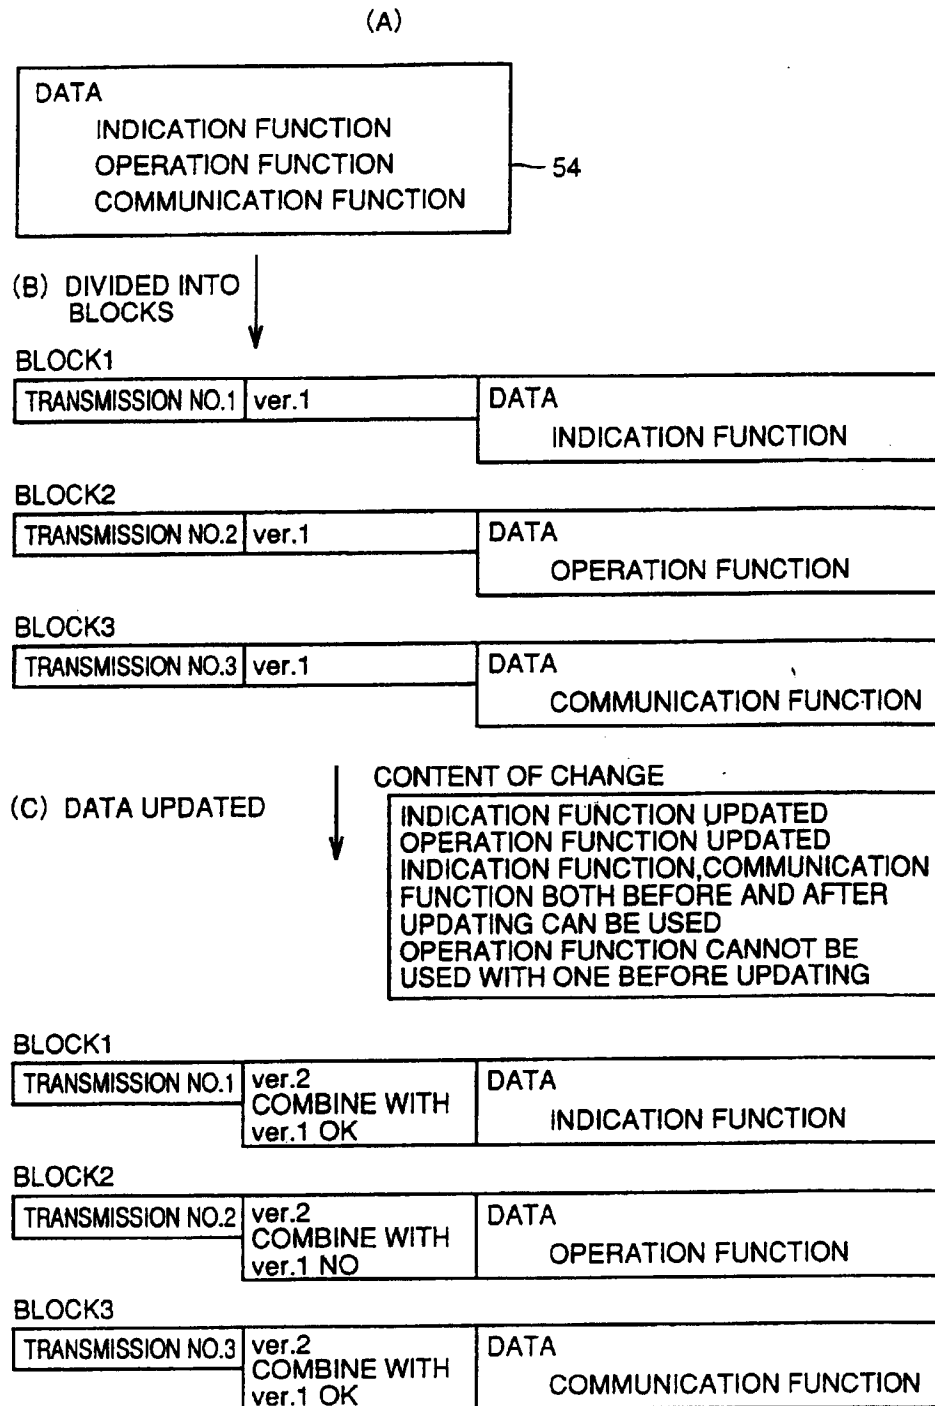 (A)
DATA
INDICATION FUNCTION
OPERATION FUNCTION
COMMUNICATION FUNCTION
54
(B) DIVIDED INTO
BLOCKS
BLOCK1
TRANSMISSION NO.1 ver.1 DATA
INDICATION FUNCTION
BLOCK2
TRANSMISSION NO.2 ver.1 DATA
OPERATION FUNCTION
BLOCK3
TRANSMISSION NO.3 ver.1 DATA
COMMUNICATION FUNCTION
(C) DATA UPDATED
CONTENT OF CHANGE
INDICATION FUNCTION UPDATED
OPERATION FUNCTION UPDATED
INDICATION FUNCTION,COMMUNICATION
FUNCTION BOTH BEFORE AND AFTER
UPDATING CAN BE USED
OPERATION FUNCTION CANNOT BE
USED WITH ONE BEFORE UPDATING
BLOCK1
TRANSMISSION NO.1
ver.2
COMBINE WITH
ver.1 OK
DATA
INDICATION FUNCTION
BLOCK2
TRANSMISSION NO.2
ver.2
COMBINE WITH
ver.1 NO
DATA
OPERATION FUNCTION
BLOCK3
TRANSMISSION NO.3
ver.2
COMBINE WITH
ver.1 OK
DATA
COMMUNICATION FUNCTION